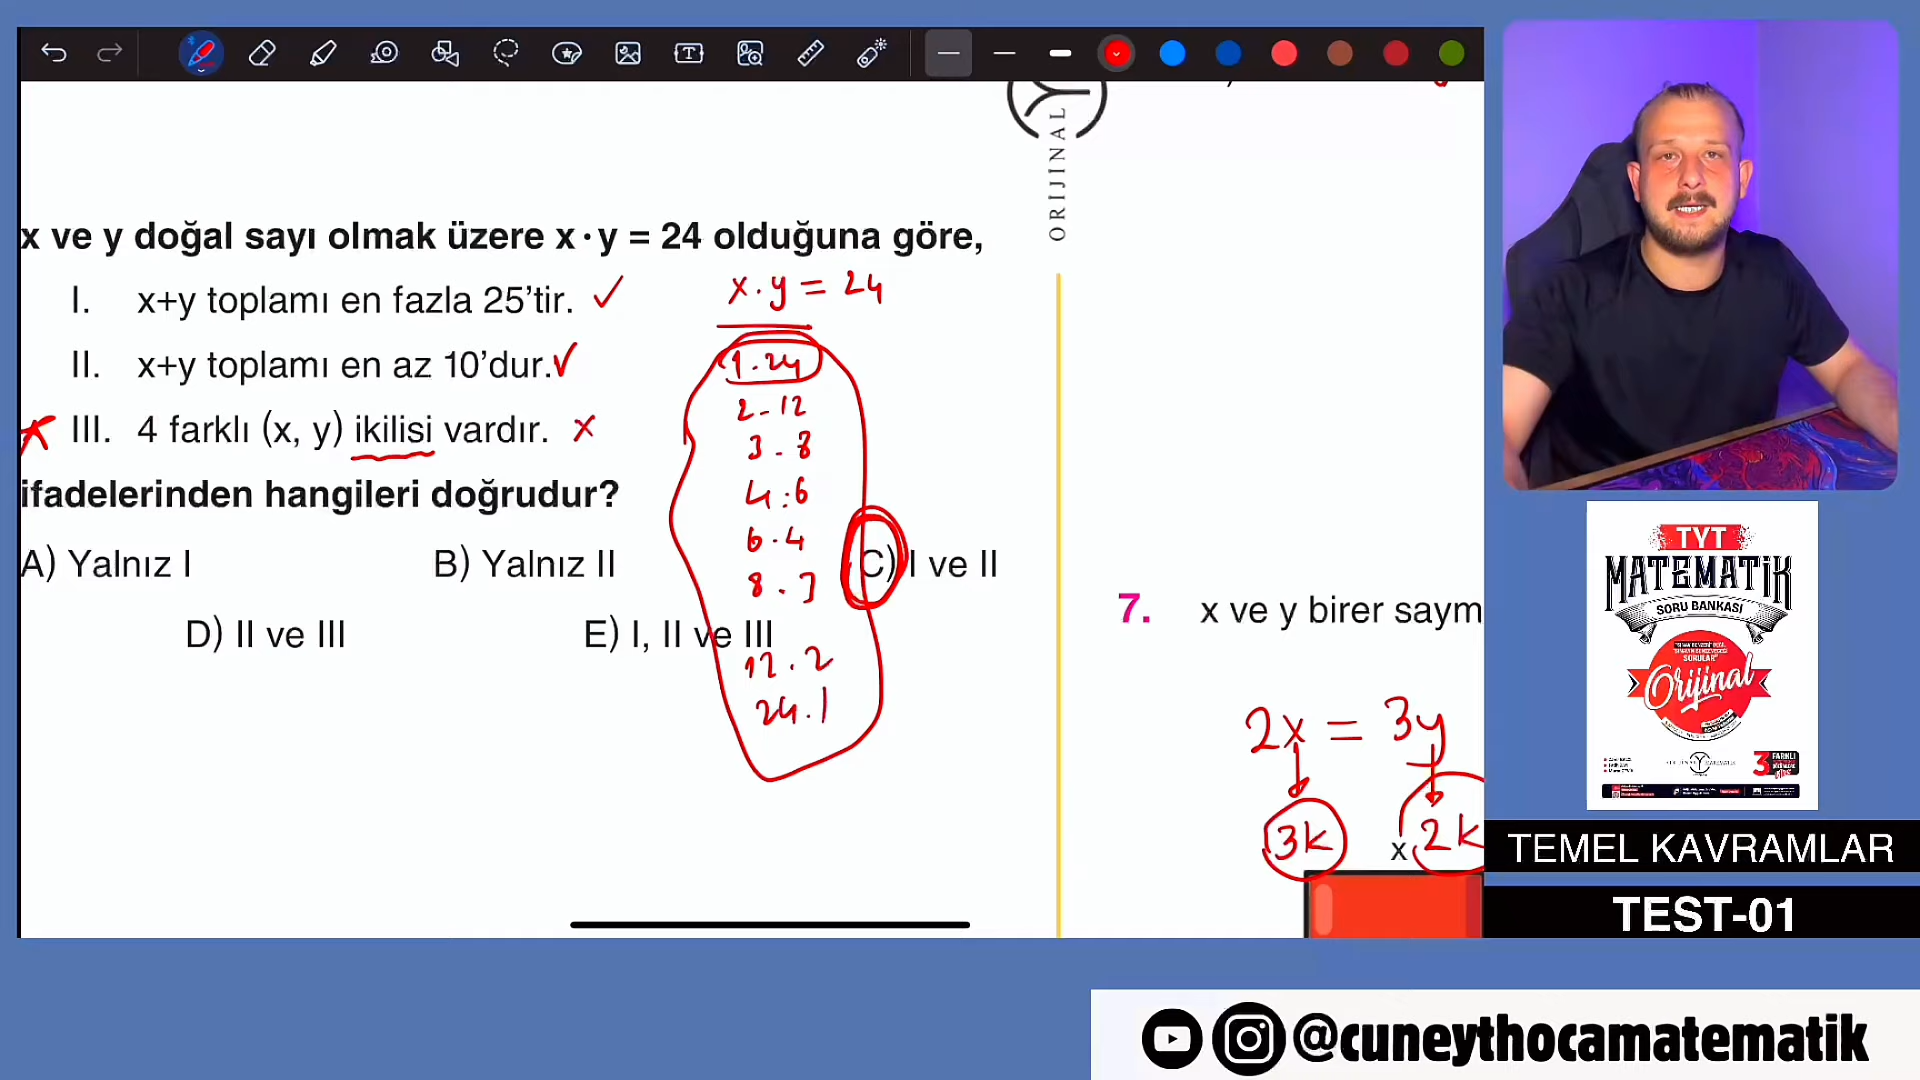 ORIJINAL
x ve y doğal sayı olmak üzere x·y = 24 olduğuna göre,
x.y = 24
I. x+y toplamı en fazla 25'tir. ✓
II. x+y toplamı en az 10'dur. ✓
III. 4 farklı (x, y) ikilisi vardır. x
ifadelerinden hangileri doğrudur?
1.24
2-12
3-8
4:6
6.4
8.3
12.2
24.1
A) Yalnız I
B) Yalnız II
C) I ve II
D) II ve III
E) I, II ve III
7. x ve y birer saym
2x = 3y
3k
2k
x
TYT
MATEMATİK
SORU BANKASI
SORULAR"
Orijinal
3 FARKLI
TEMEL KAVRAMLAR
TEST-01
@cuneythocamatematik